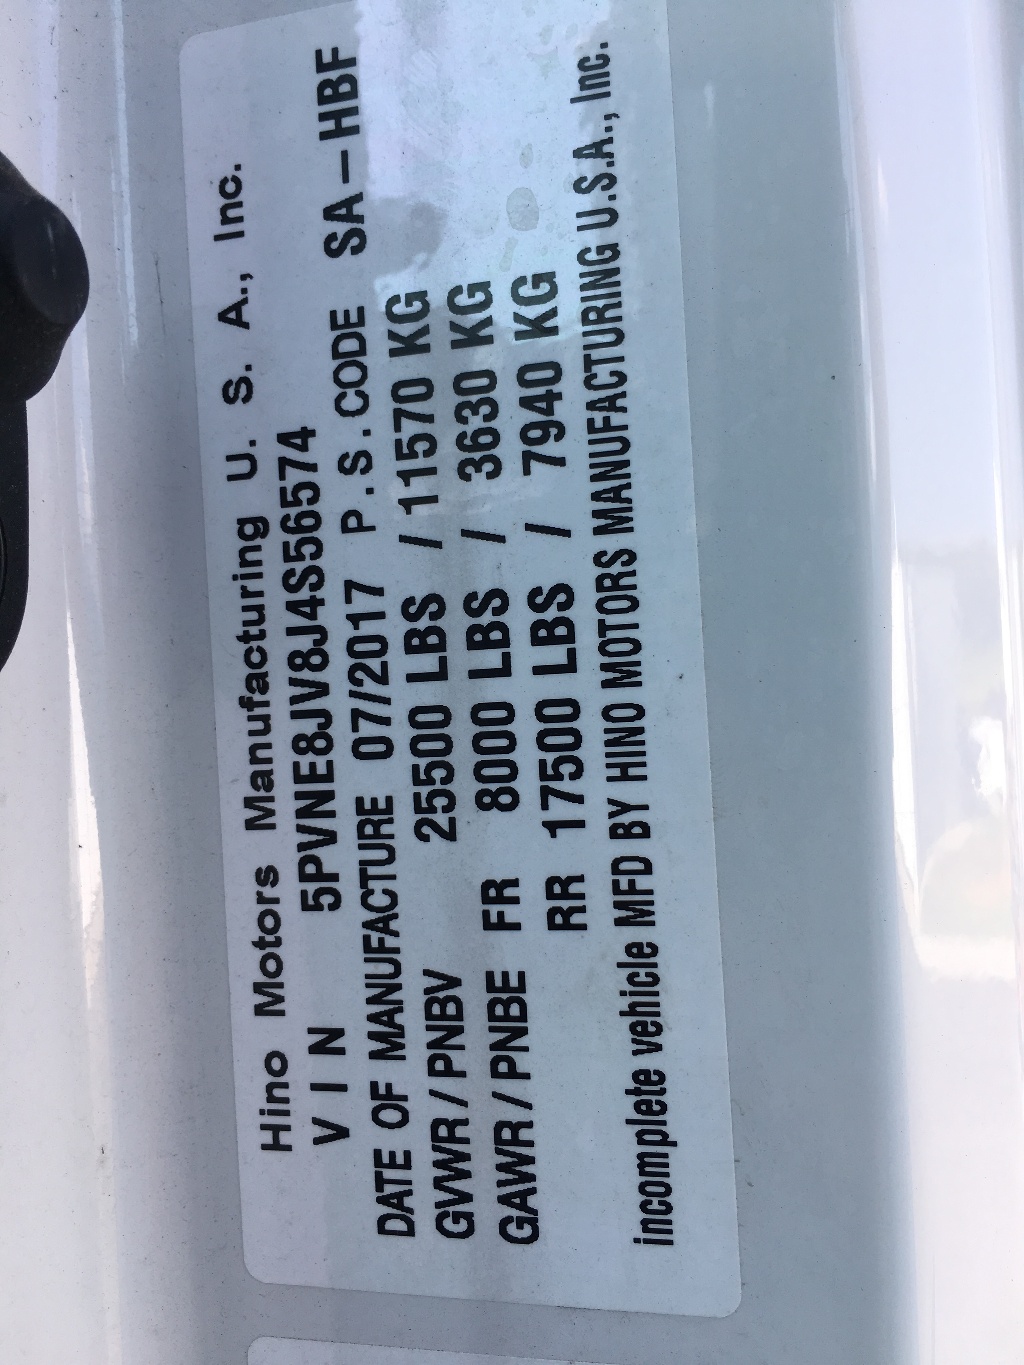 Hino Motors Manufacturing U. S. A., Inc.
V I N 5PVNE8JV8J4S56574
DATE OF MANUFACTURE 07/2017 P.S.CODE SA-HBF
GVWR/PNBV 25500 LBS / 11570 KG
GAWR/PNBE FR 8000 LBS / 3630 KG
RR 17500 LBS / 7940 KG
incomplete vehicle MFD BY HINO MOTORS MANUFACTURING U.S.A., Inc.